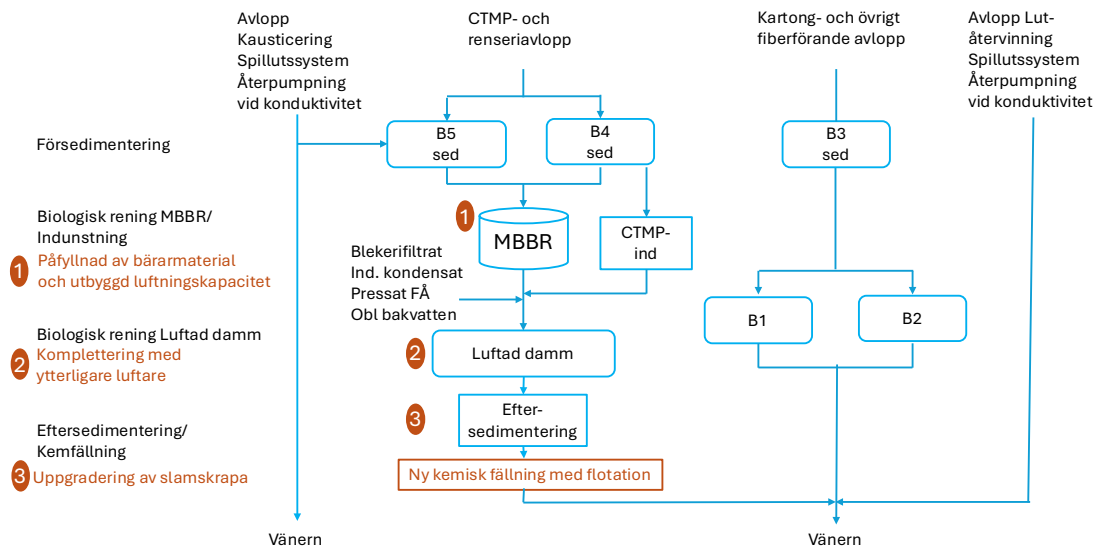 Avlopp
Kausticering
Spillutssystem
Återpumpning
vid konduktivitet
CTMP- och
renseriavlopp
Kartong- och övrigt
fiberförande avlopp
Avlopp Lut-
återvinning
Spillutssystem
Återpumpning
vid konduktivitet
Försedimentering
B5
sed
B4
sed
B3
sed
Biologisk rening MBBR/
Indunstning
1
Påfyllnad av bärarmaterial
och utbyggd luftningskapacitet
1
MBBR
CTMP-
ind
Blekerifiltrat
Ind. kondensat
Pressat FÅ
Obl bakvatten
B1
B2
Biologisk rening Luftad damm
2
Komplettering med
ytterligare luftare
2
Luftad damm
3
Efter-
sedimentering
Eftersedimentering/
Kemfällning
3
Uppgradering av slamskrapa
Ny kemisk fällning med flotation
Vänern
Vänern